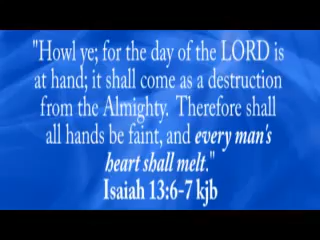 "Howl ye; for the day of the LORD is
at hand; it shall come as a destruction
from the Almighty. Therefore shall
all hands be faint, and every man's
heart shall melt."
Isaiah 13:6-7 kjb